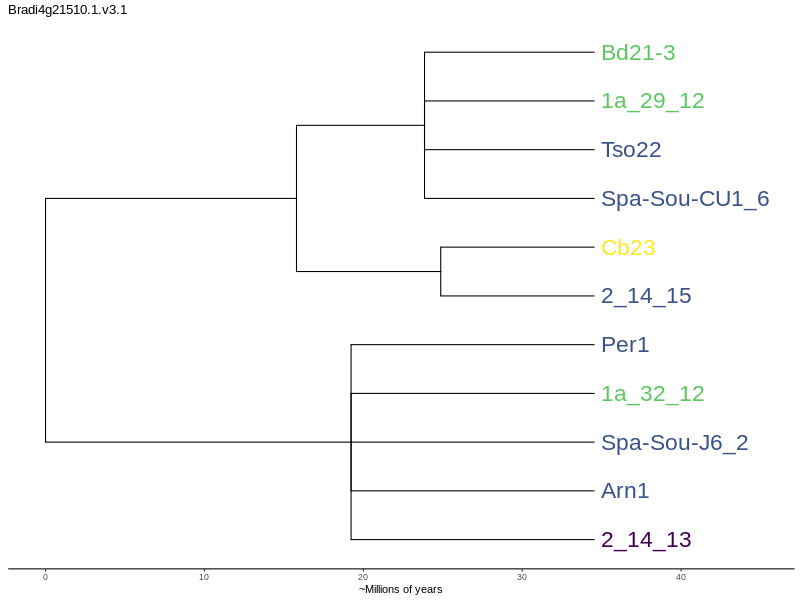 Bradi4g21510.1.v3.1
Bd21-3
1a_29_12
Tso22
Spa-Sou-CU1_6
Cb23
2_14_15
Per1
1a_32_12
Spa-Sou-J6_2
Arn1
2_14_13
0 10 20 30 40
~Millions of years